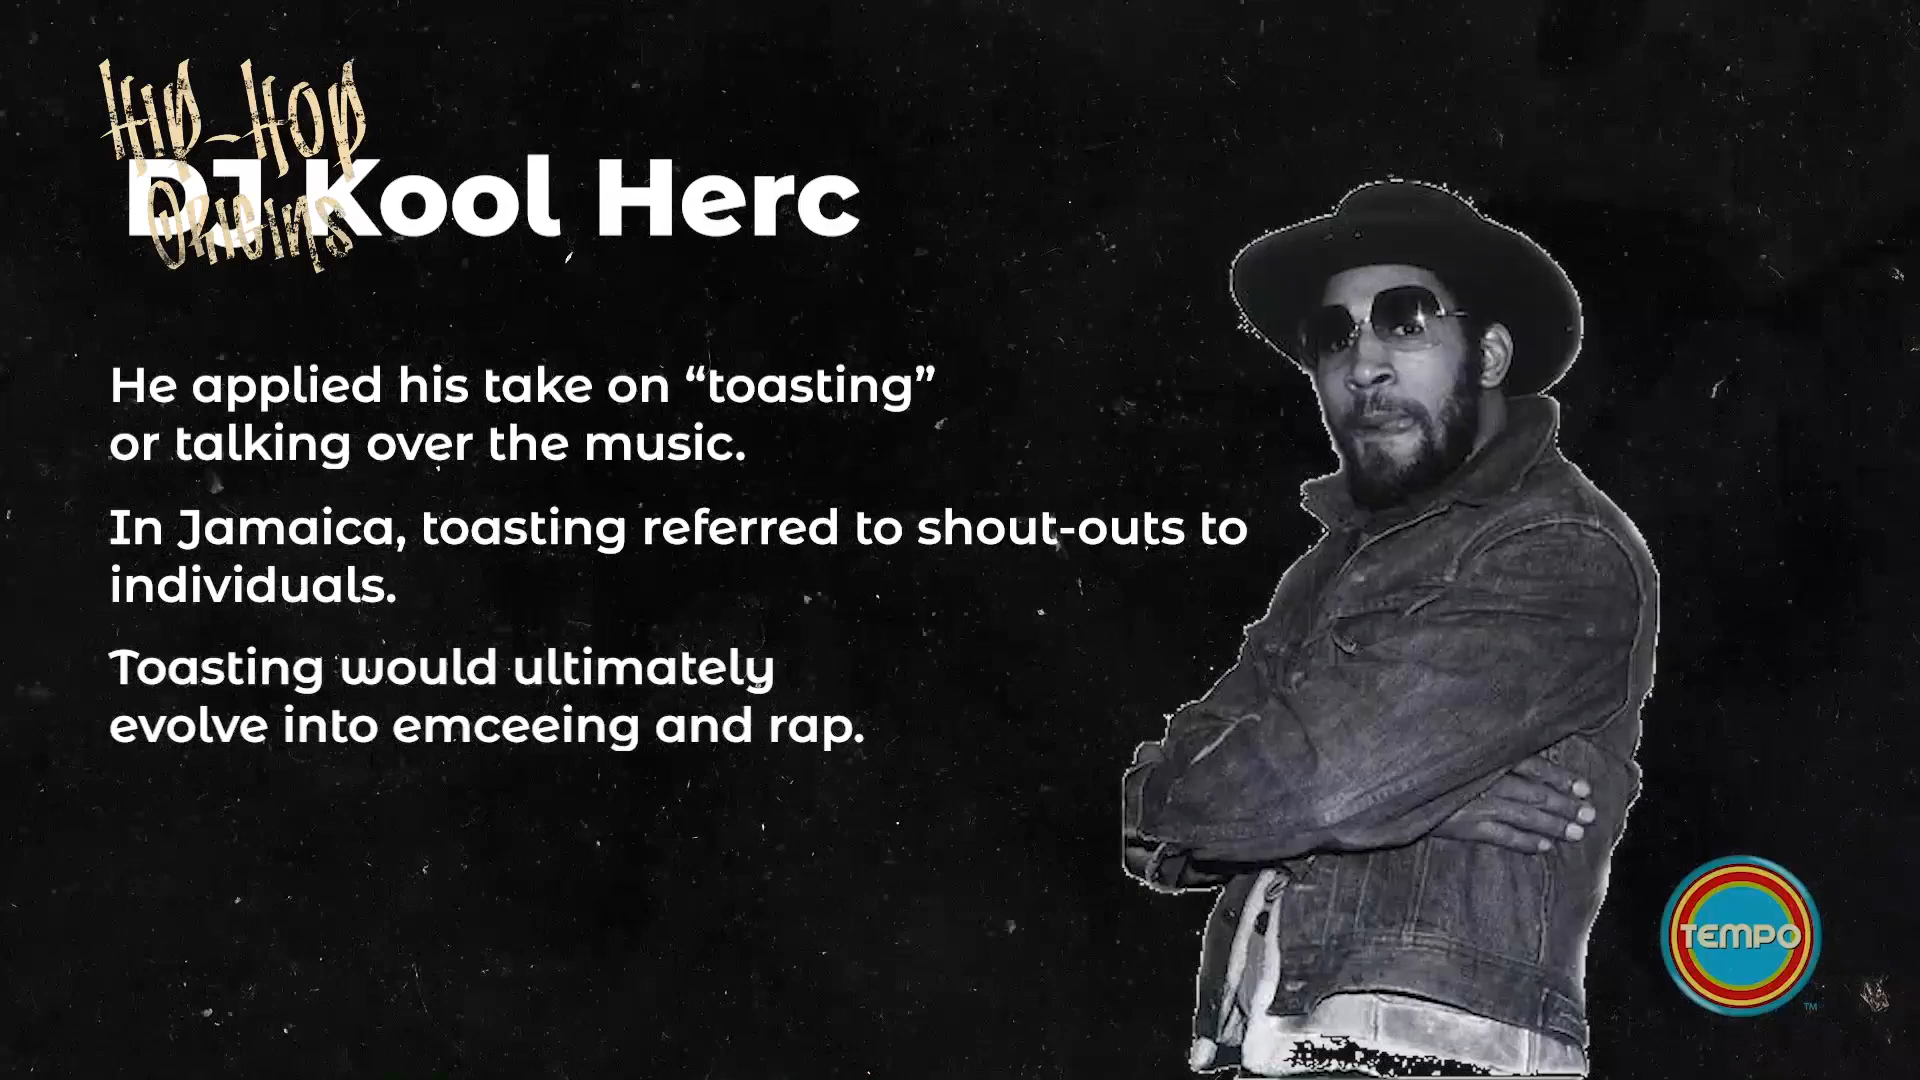 Hip-Hop
Origins
DJ Kool Herc
He applied his take on “toasting”
or talking over the music.
In Jamaica, toasting referred to shout-outs to
individuals.
Toasting would ultimately
evolve into emceeing and rap.
TEMPO
TM